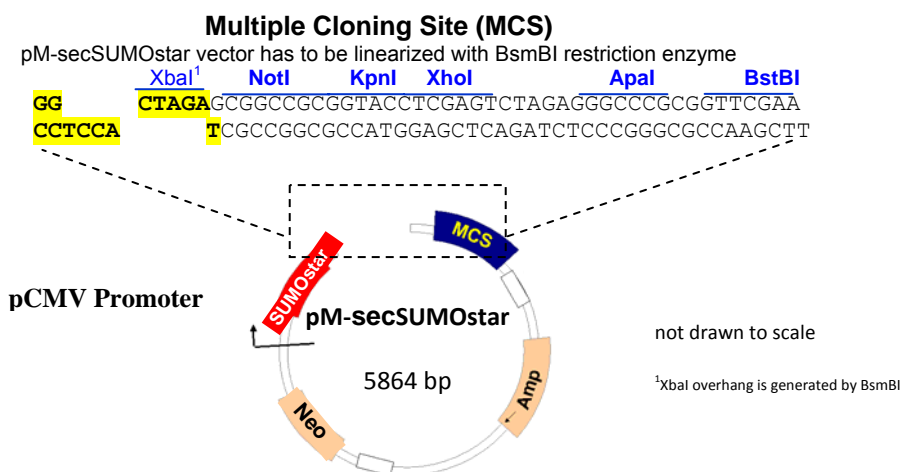 Multiple Cloning Site (MCS)
pM-secSUMOstar vector has to be linearized with BsmBI restriction enzyme
XbaI¹ NotI KpnI XhoI ApaI BstBI
GG CTAGAGCGGCCGCGGTACCTCGAGTCTAGAGGGCCCGCGGTTCGAA
CCTCCA TCGCCGGCGCCATGGAGCTCAGATCTCCCGGGCGCCAAGCTT
MCS
SUMOstar
pCMV Promoter
pM-secSUMOstar
not drawn to scale
5864 bp
¹XbaI overhang is generated by BsmBI
Amp
Neo